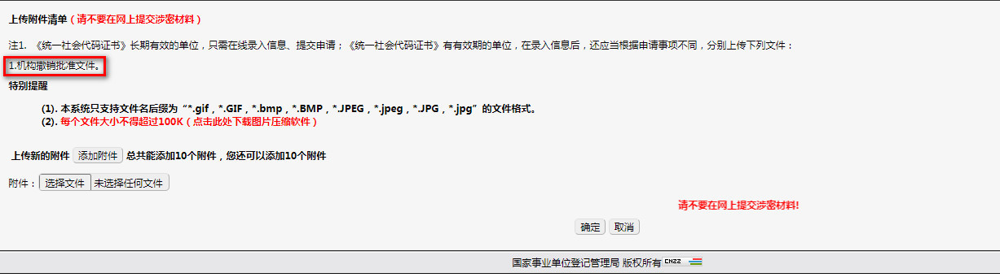 上传附件清单（请不要在网上提交涉密材料）
注1. 《统一社会代码证书》长期有效的单位，只需在线录入信息、提交申请；《统一社会代码证书》有有效期的单位，在录入信息后，还应当根据申请事项不同，分别上传下列文件：
1.机构撤销批准文件。
特别提醒
(1). 本系统只支持文件名后缀为“*.gif，*.GIF，*.bmp，*.BMP，*.JPEG，*.jpeg，*.JPG，*.jpg”的文件格式。
(2). 每个文件大小不得超过100K（点击此处下载图片压缩软件）
上传新的附件 添加附件 总共能添加10个附件，您还可以添加10个附件
附件：选择文件 未选择任何文件
请不要在网上提交涉密材料!
确定 取消
国家事业单位登记管理局 版权所有 CNZZ